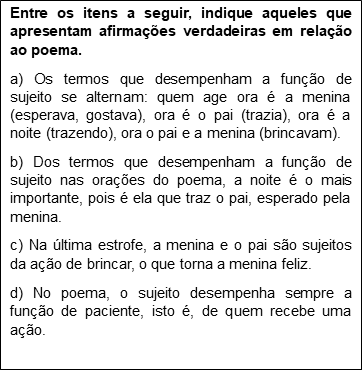 Entre os itens a seguir, indique aqueles que
apresentam afirmações verdadeiras em relação
ao poema.
a) Os termos que desempenham a função de
sujeito se alternam: quem age ora é a menina
(esperava, gostava), ora é o pai (trazia), ora é a
noite (trazendo), ora o pai e a menina (brincavam).
b) Dos termos que desempenham a função de
sujeito nas orações do poema, a noite é o mais
importante, pois é ela que traz o pai, esperado pela
menina.
c) Na última estrofe, a menina e o pai são sujeitos
da ação de brincar, o que torna a menina feliz.
d) No poema, o sujeito desempenha sempre a
função de paciente, isto é, de quem recebe uma
ação.